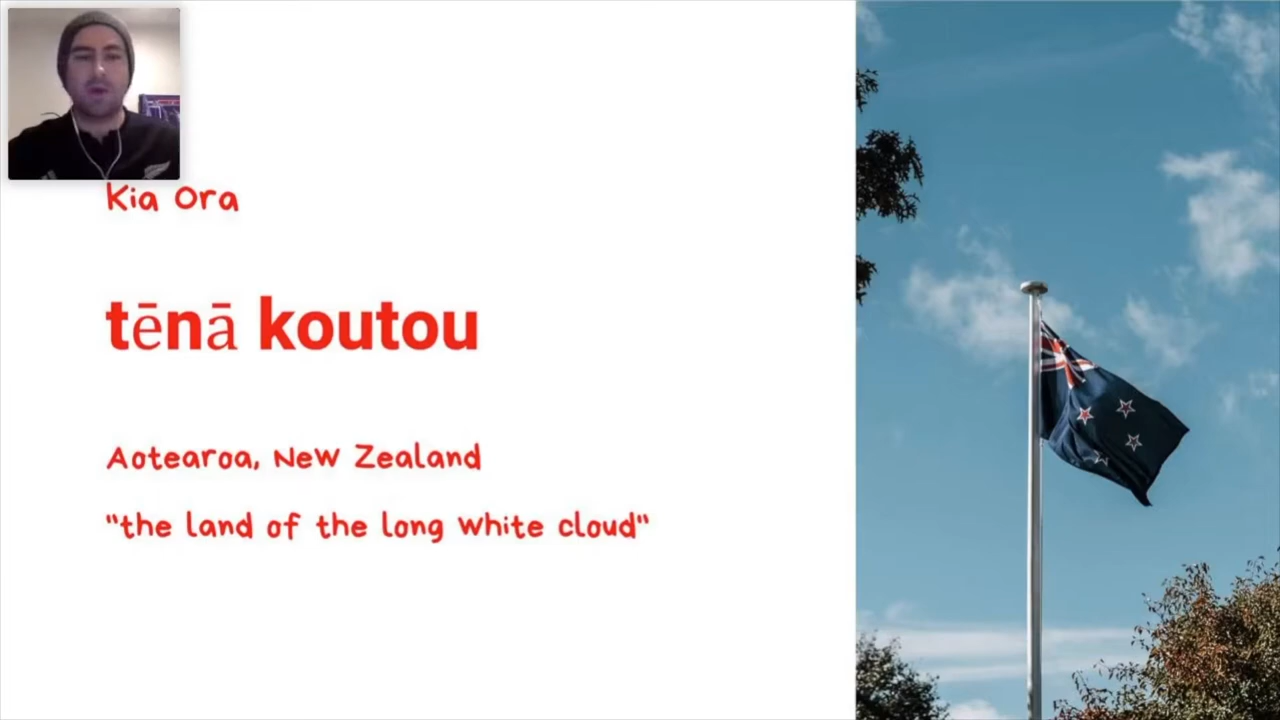 Kia Ora
tēnā koutou
Aotearoa, New Zealand
"the land of the long white cloud"